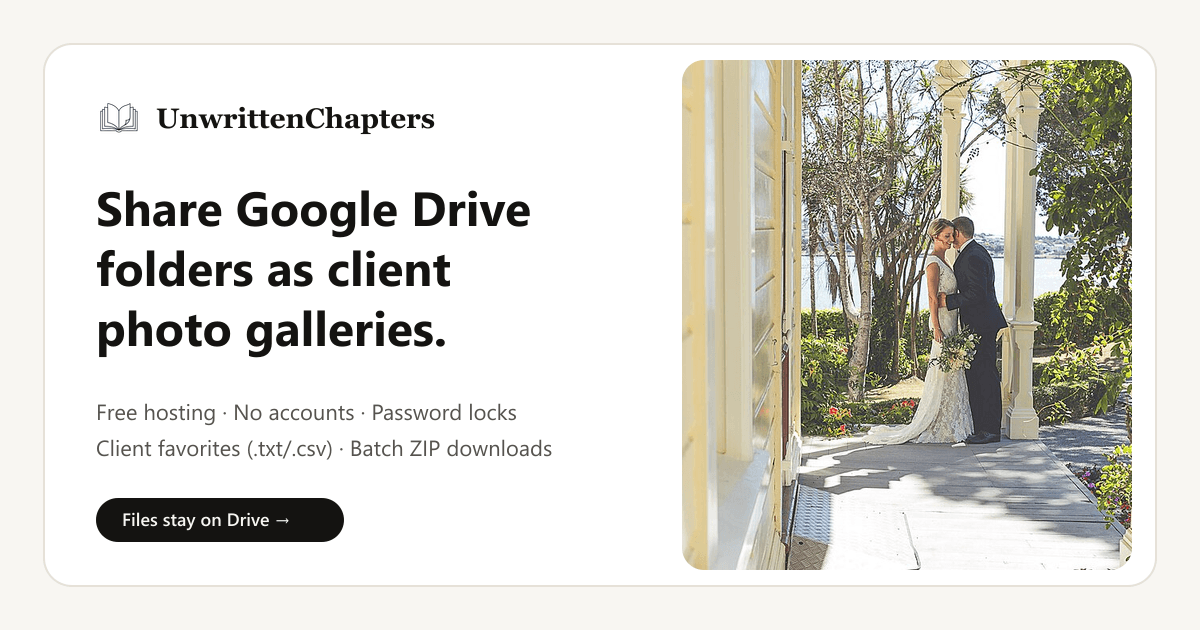 UnwrittenChapters
Share Google Drive
folders as client
photo galleries.
Free hosting · No accounts · Password locks
Client favorites (.txt/.csv) · Batch ZIP downloads
Files stay on Drive →